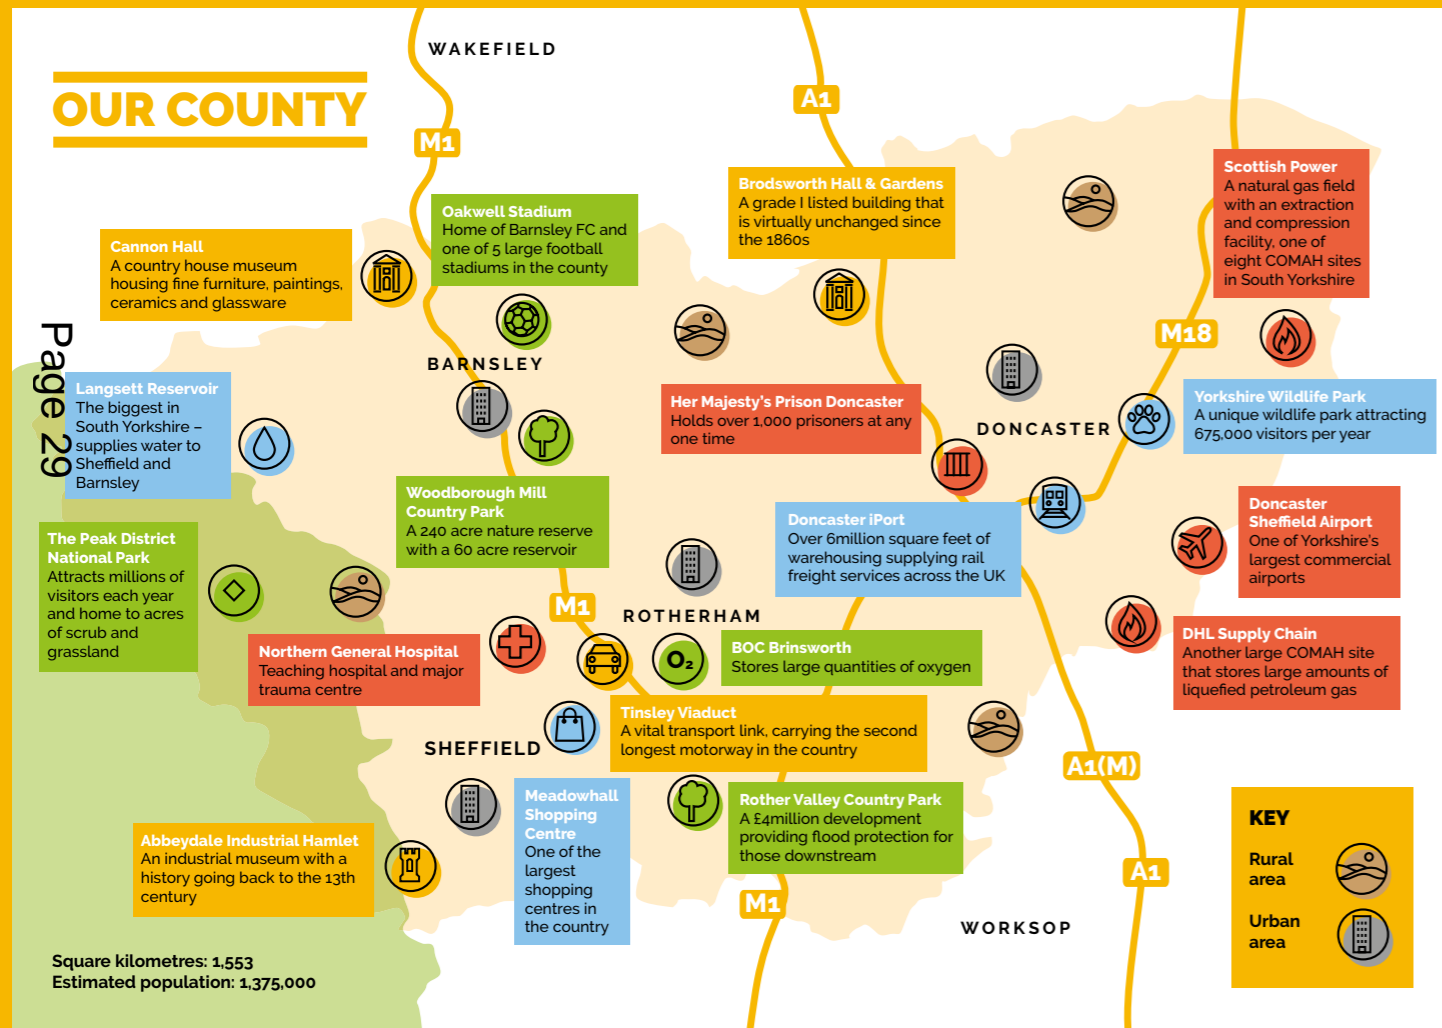 WAKEFIELD
OUR COUNTY
A1
M1
Scottish Power
A natural gas field
with an extraction
and compression
facility, one of
eight COMAH sites
in South Yorkshire
Brodsworth Hall & Gardens
A grade I listed building that
is virtually unchanged since
the 1860s
Oakwell Stadium
Home of Barnsley FC and
one of 5 large football
stadiums in the county
Cannon Hall
A country house museum
housing fine furniture, paintings,
ceramics and glassware
Page 29
M18
BARNSLEY
Langsett Reservoir
The biggest in
South Yorkshire –
supplies water to
Sheffield and
Barnsley
Her Majesty's Prison Doncaster
Holds over 1,000 prisoners at any
one time
DONCASTER
Yorkshire Wildlife Park
A unique wildlife park attracting
675,000 visitors per year
Woodborough Mill
Country Park
A 240 acre nature reserve
with a 60 acre reservoir
Doncaster iPort
Over 6million square feet of
warehousing supplying rail
freight services across the UK
Doncaster
Sheffield Airport
One of Yorkshire's
largest commercial
airports
The Peak District
National Park
Attracts millions of
visitors each year
and home to acres
of scrub and
grassland
M1
ROTHERHAM
Northern General Hospital
Teaching hospital and major
trauma centre
O₂
BOC Brinsworth
Stores large quantities of oxygen
DHL Supply Chain
Another large COMAH site
that stores large amounts of
liquefied petroleum gas
Tinsley Viaduct
A vital transport link, carrying the second
longest motorway in the country
SHEFFIELD
A1(M)
Meadowhall
Shopping
Centre
One of the
largest
shopping
centres in
the country
Rother Valley Country Park
A £4million development
providing flood protection for
those downstream
Abbeydale Industrial Hamlet
An industrial museum with a
history going back to the 13th
century
M1
A1
WORKSOP
KEY
Rural
area
Urban
area
Square kilometres: 1,553
Estimated population: 1,375,000